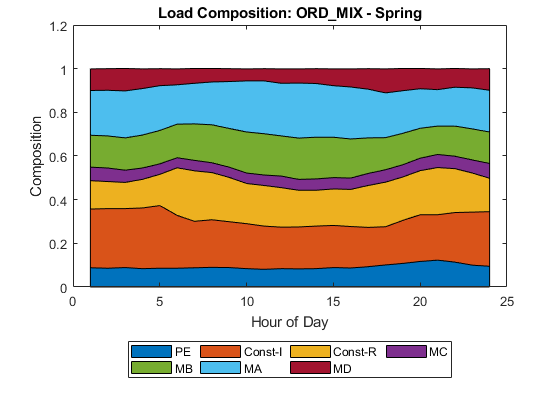 Load Composition: ORD_MIX - Spring
1.2
1
0.8
0.6
0.4
0.2
0
Composition
0 5 10 15 20 25
Hour of Day
PE Const-I Const-R MC
MB MA MD